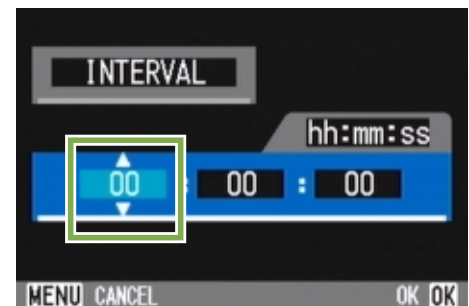 INTERVAL
hh:mm:ss
00 : 00 : 00
MENU CANCEL OK OK